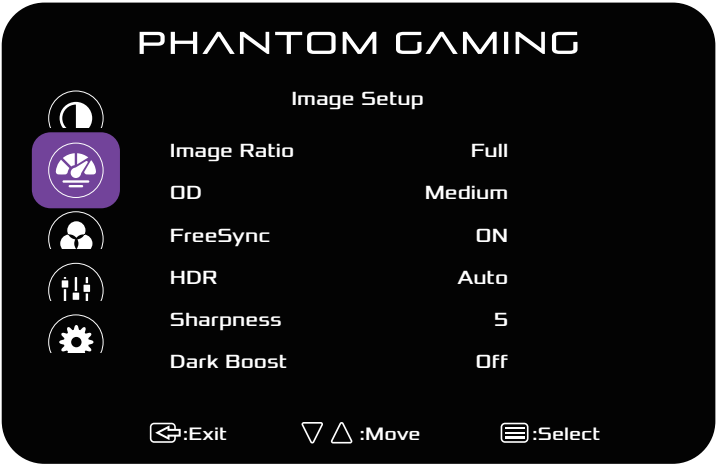 PHANTOM GAMING
Image Setup
Image Ratio Full
OD Medium
FreeSync ON
HDR Auto
Sharpness 5
Dark Boost Off
:Exit :Move :Select